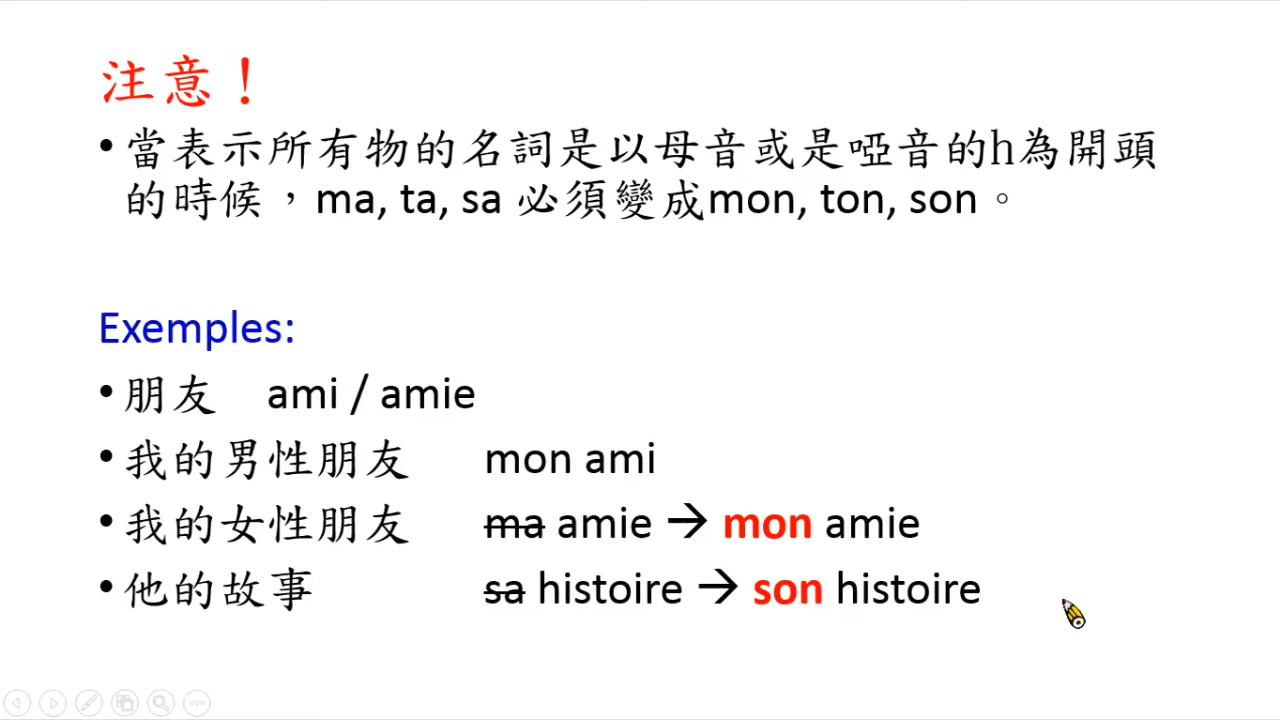 注意！
•當表示所有物的名詞是以母音或是啞音的h為開頭
的時候，ma, ta, sa 必須變成mon, ton, son。
Exemples:
•朋友 ami / amie
•我的男性朋友 mon ami
•我的女性朋友 ma amie → mon amie
•他的故事 sa histoire → son histoire